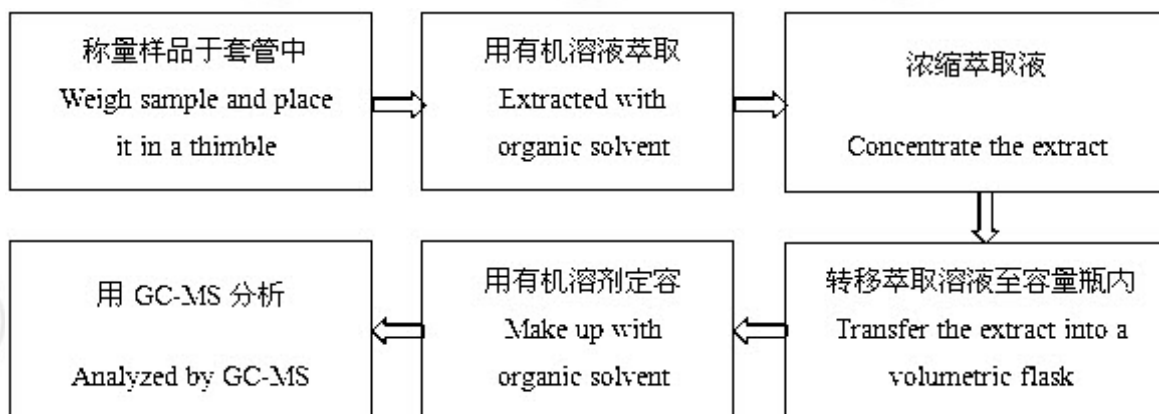 称量样品于套管中
Weigh sample and place
it in a thimble
用有机溶液萃取
Extracted with
organic solvent
浓缩萃取液
Concentrate the extract
转移萃取溶液至容量瓶内
Transfer the extract into a
volumetric flask
用有机溶剂定容
Make up with
organic solvent
用 GC-MS 分析
Analyzed by GC-MS